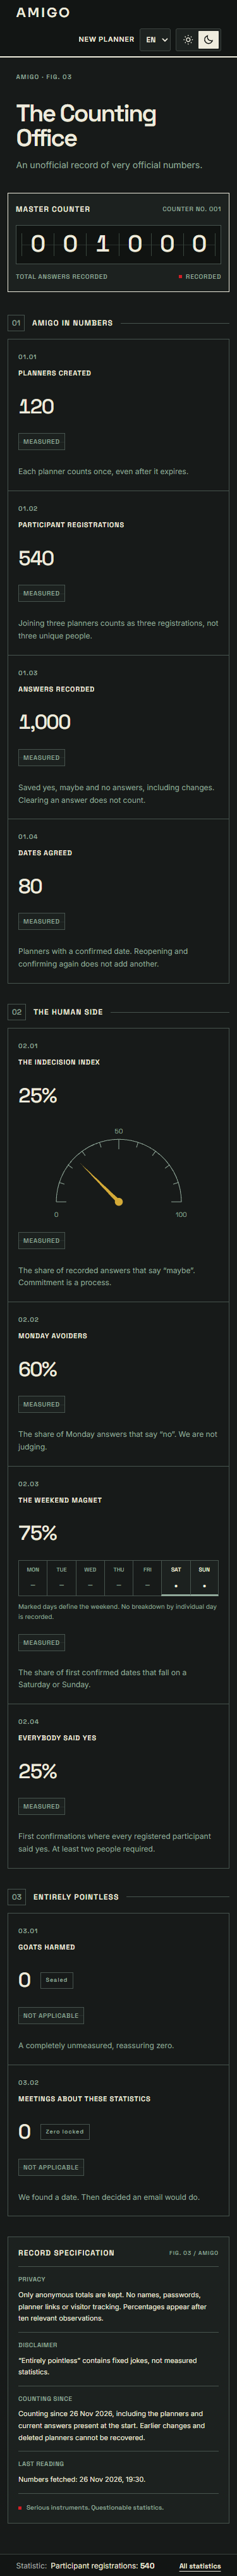 AMIGO
NEW PLANNER
EN
AMIGO · FIG. 03
The Counting
Office
An unofficial record of very official numbers.
MASTER COUNTER
COUNTER NO. 001
0 0 1 0 0 0
TOTAL ANSWERS RECORDED
RECORDED
01 AMIGO IN NUMBERS
01.01
PLANNERS CREATED
120
MEASURED
Each planner counts once, even after it expires.
01.02
PARTICIPANT REGISTRATIONS
540
MEASURED
Joining three planners counts as three registrations, not
three unique people.
01.03
ANSWERS RECORDED
1,000
MEASURED
Saved yes, maybe and no answers, including changes.
Clearing an answer does not count.
01.04
DATES AGREED
80
MEASURED
Planners with a confirmed date. Reopening and
confirming again does not add another.
02 THE HUMAN SIDE
02.01
THE INDECISION INDEX
25%
50
0
100
MEASURED
The share of recorded answers that say “maybe”.
Commitment is a process.
02.02
MONDAY AVOIDERS
60%
MEASURED
The share of Monday answers that say “no”. We are not
judging.
02.03
THE WEEKEND MAGNET
75%
MON TUE WED THU FRI SAT SUN
– – – – – • •
Marked days define the weekend. No breakdown by individual day
is recorded.
MEASURED
The share of first confirmed dates that fall on a
Saturday or Sunday.
02.04
EVERYBODY SAID YES
25%
MEASURED
First confirmations where every registered participant
said yes. At least two people required.
03 ENTIRELY POINTLESS
03.01
GOATS HARMED
0 Sealed
NOT APPLICABLE
A completely unmeasured, reassuring zero.
03.02
MEETINGS ABOUT THESE STATISTICS
0 Zero locked
NOT APPLICABLE
We found a date. Then decided an email would do.
RECORD SPECIFICATION
FIG. 03 / AMIGO
PRIVACY
Only anonymous totals are kept. No names, passwords,
planner links or visitor tracking. Percentages appear after
ten relevant observations.
DISCLAIMER
“Entirely pointless” contains fixed jokes, not measured
statistics.
COUNTING SINCE
Counting since 26 Nov 2026, including the planners and
current answers present at the start. Earlier changes and
deleted planners cannot be recovered.
LAST READING
Numbers fetched: 26 Nov 2026, 19:30.
Serious instruments. Questionable statistics.
Statistic: Participant registrations: 540
All statistics